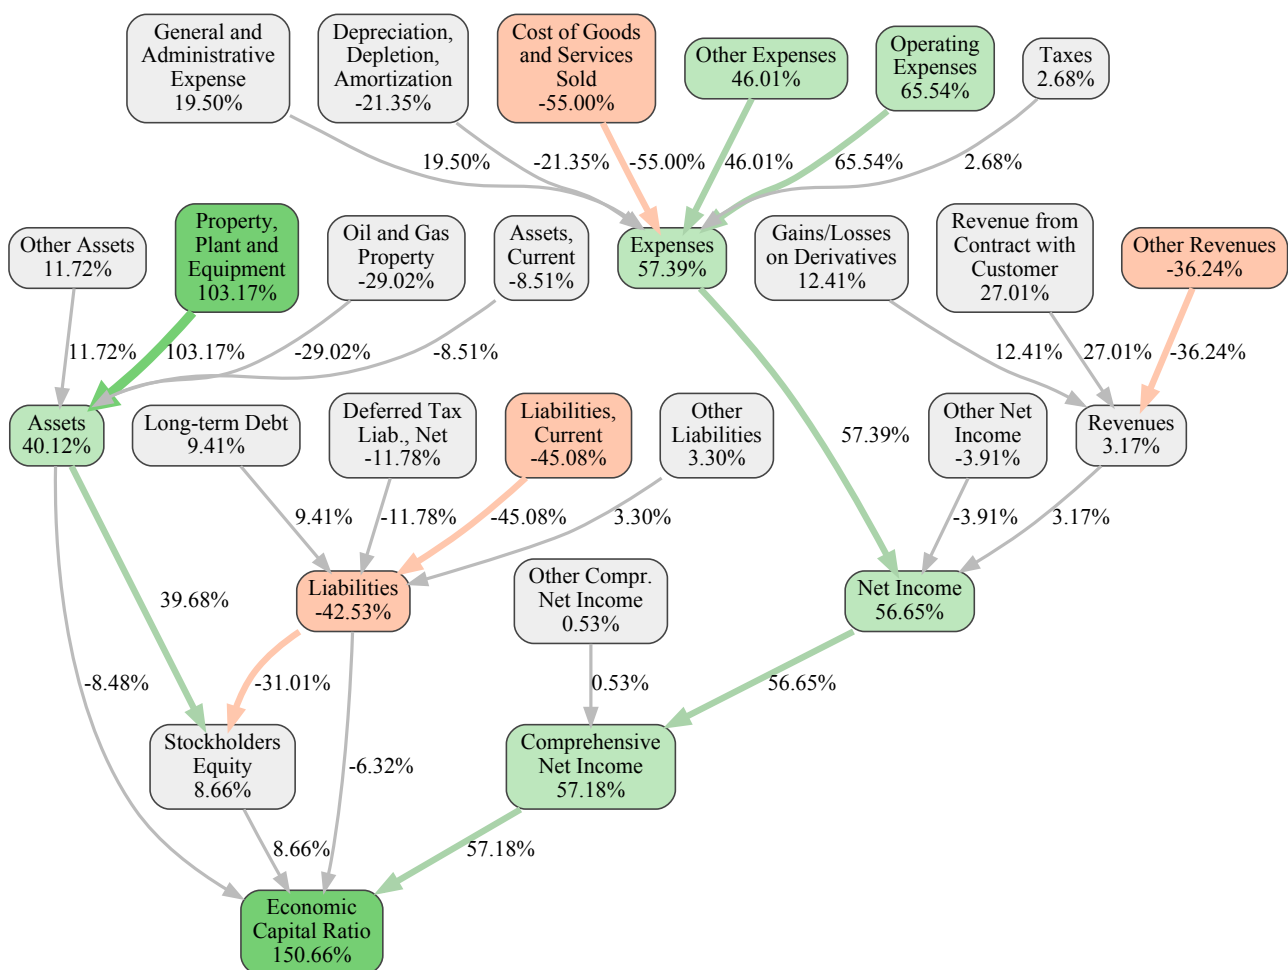 General and
Administrative
Expense
19.50%
Depreciation,
Depletion,
Amortization
-21.35%
Cost of Goods
and Services
Sold
-55.00%
Other Expenses
46.01%
Operating
Expenses
65.54%
Taxes
2.68%
19.50%
-21.35%
-55.00%
46.01%
65.54%
2.68%
Other Assets
11.72%
Property,
Plant and
Equipment
103.17%
Oil and Gas
Property
-29.02%
Assets,
Current
-8.51%
Expenses
57.39%
Gains/Losses
on Derivatives
12.41%
Revenue from
Contract with
Customer
27.01%
Other Revenues
-36.24%
11.72%
103.17%
-29.02%
-8.51%
12.41%
27.01%
-36.24%
Assets
40.12%
Long-term Debt
9.41%
Deferred Tax
Liab., Net
-11.78%
Liabilities,
Current
-45.08%
Other
Liabilities
3.30%
57.39%
Other Net
Income
-3.91%
Revenues
3.17%
9.41%
-11.78%
-45.08%
3.30%
-3.91%
3.17%
39.68%
Liabilities
-42.53%
Other Compr.
Net Income
0.53%
Net Income
56.65%
-8.48%
-31.01%
0.53%
56.65%
Stockholders
Equity
8.66%
-6.32%
Comprehensive
Net Income
57.18%
8.66%
57.18%
Economic
Capital Ratio
150.66%